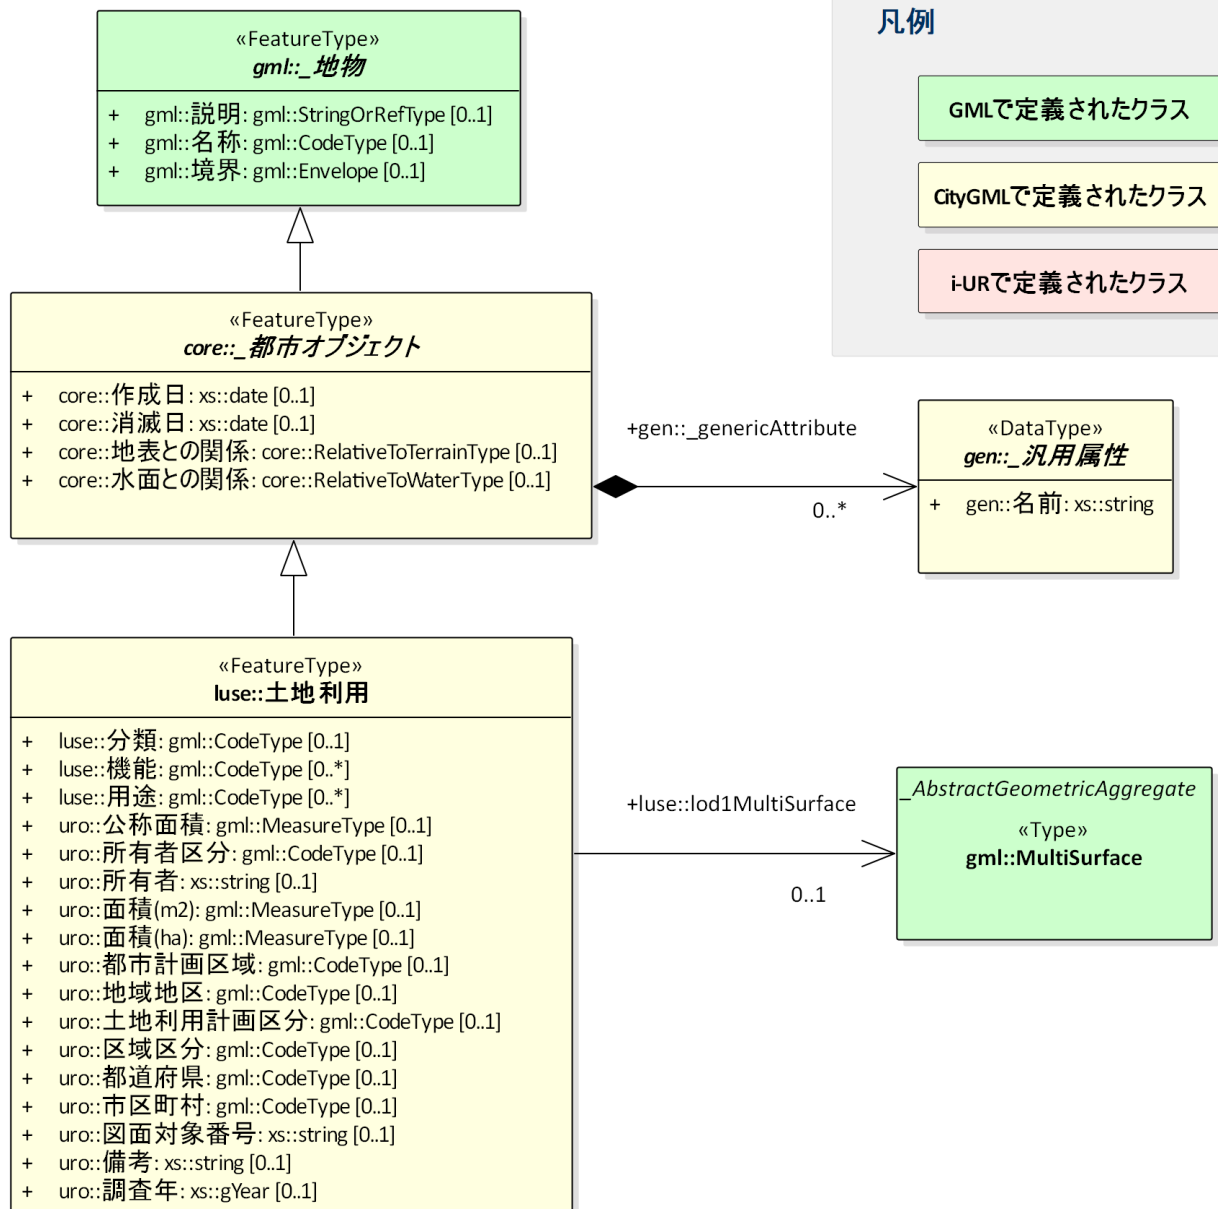 «FeatureType»
gml::_地物
+ gml::説明: gml::StringOrRefType [0..1]
+ gml::名称: gml::CodeType [0..1]
+ gml::境界: gml::Envelope [0..1]
凡例
GMLで定義されたクラス
CityGMLで定義されたクラス
i-URで定義されたクラス
«FeatureType»
core::_都市オブジェクト
+ core::作成日: xs::date [0..1]
+ core::消滅日: xs::date [0..1]
+ core::地表との関係: core::RelativeToTerrainType [0..1]
+ core::水面との関係: core::RelativeToWaterType [0..1]
+gen::_genericAttribute
0..*
«DataType»
gen::_汎用属性
+ gen::名前: xs::string
«FeatureType»
luse::土地利用
+ luse::分類: gml::CodeType [0..1]
+ luse::機能: gml::CodeType [0..*]
+ luse::用途: gml::CodeType [0..*]
+ uro::公称面積: gml::MeasureType [0..1]
+ uro::所有者区分: gml::CodeType [0..1]
+ uro::所有者: xs::string [0..1]
+ uro::面積(m2): gml::MeasureType [0..1]
+ uro::面積(ha): gml::MeasureType [0..1]
+ uro::都市計画区域: gml::CodeType [0..1]
+ uro::地域地区: gml::CodeType [0..1]
+ uro::土地利用計画区分: gml::CodeType [0..1]
+ uro::区域区分: gml::CodeType [0..1]
+ uro::都道府県: gml::CodeType [0..1]
+ uro::市区町村: gml::CodeType [0..1]
+ uro::図面対象番号: xs::string [0..1]
+ uro::備考: xs::string [0..1]
+ uro::調査年: xs::gYear [0..1]
+luse::lod1MultiSurface
0..1
_AbstractGeometricAggregate
«Type»
gml::MultiSurface